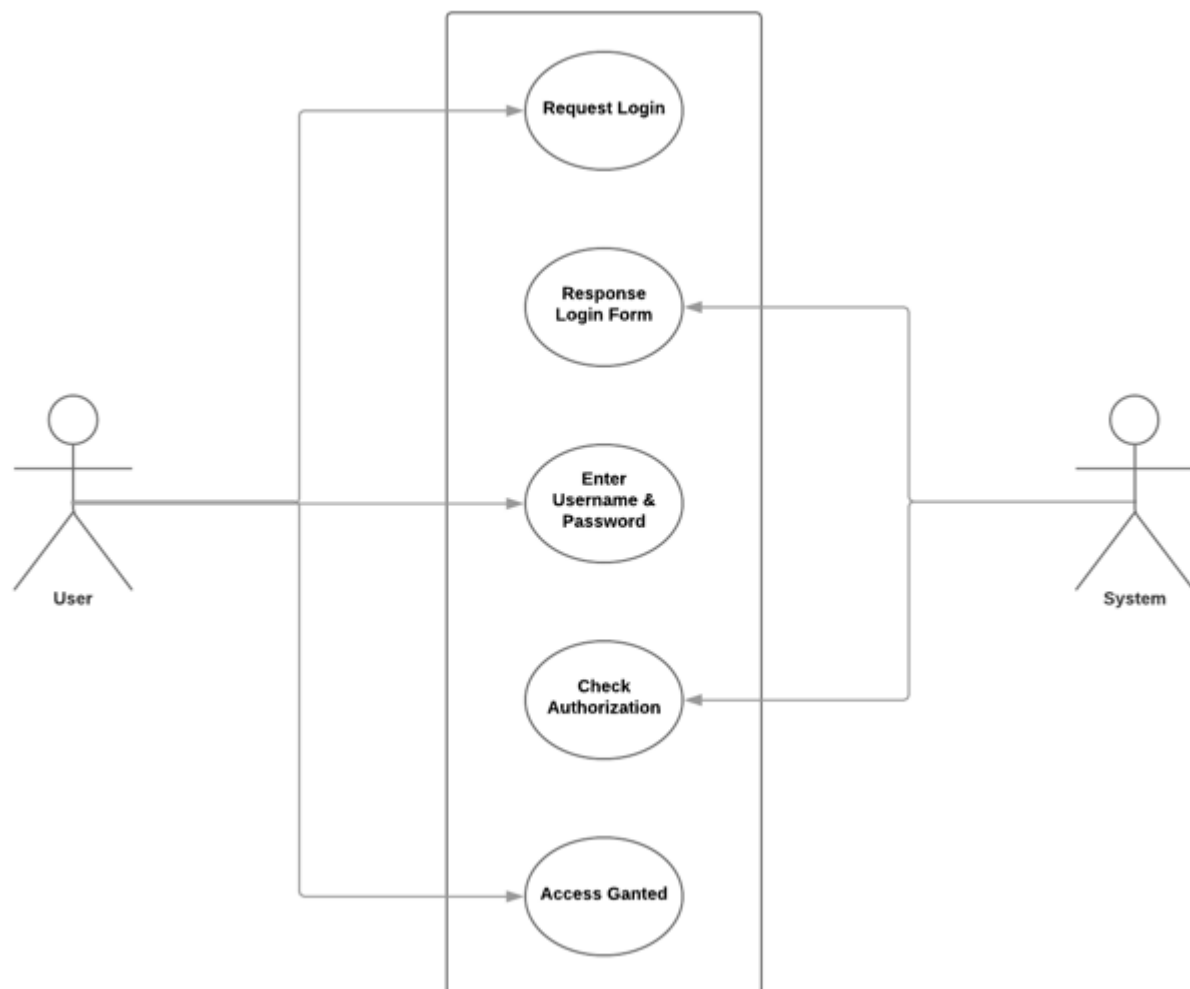 Request Login
Response
Login Form
Enter
Username &
Password
User
System
Check
Authorization
Access Ganted